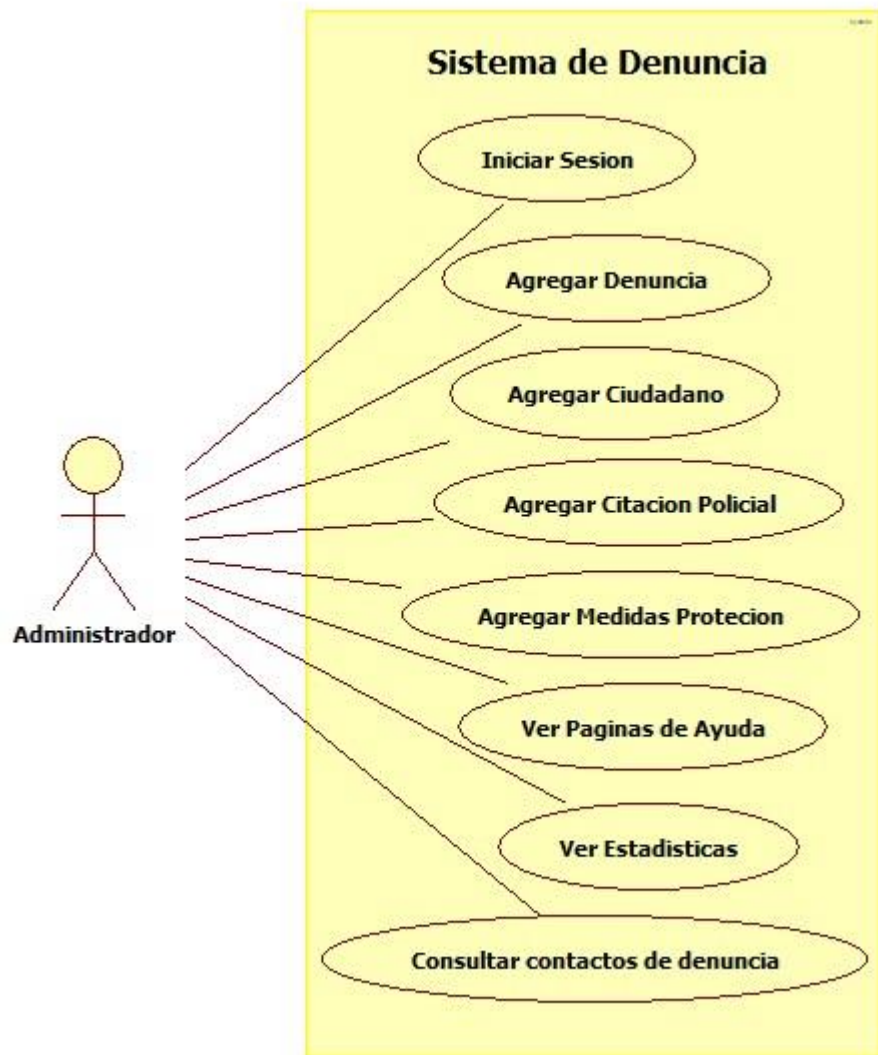 Sistema de Denuncia
Iniciar Sesion
Agregar Denuncia
Agregar Ciudadano
Agregar Citacion Policial
Agregar Medidas Protecion
Administrador
Ver Paginas de Ayuda
Ver Estadisticas
Consultar contactos de denuncia